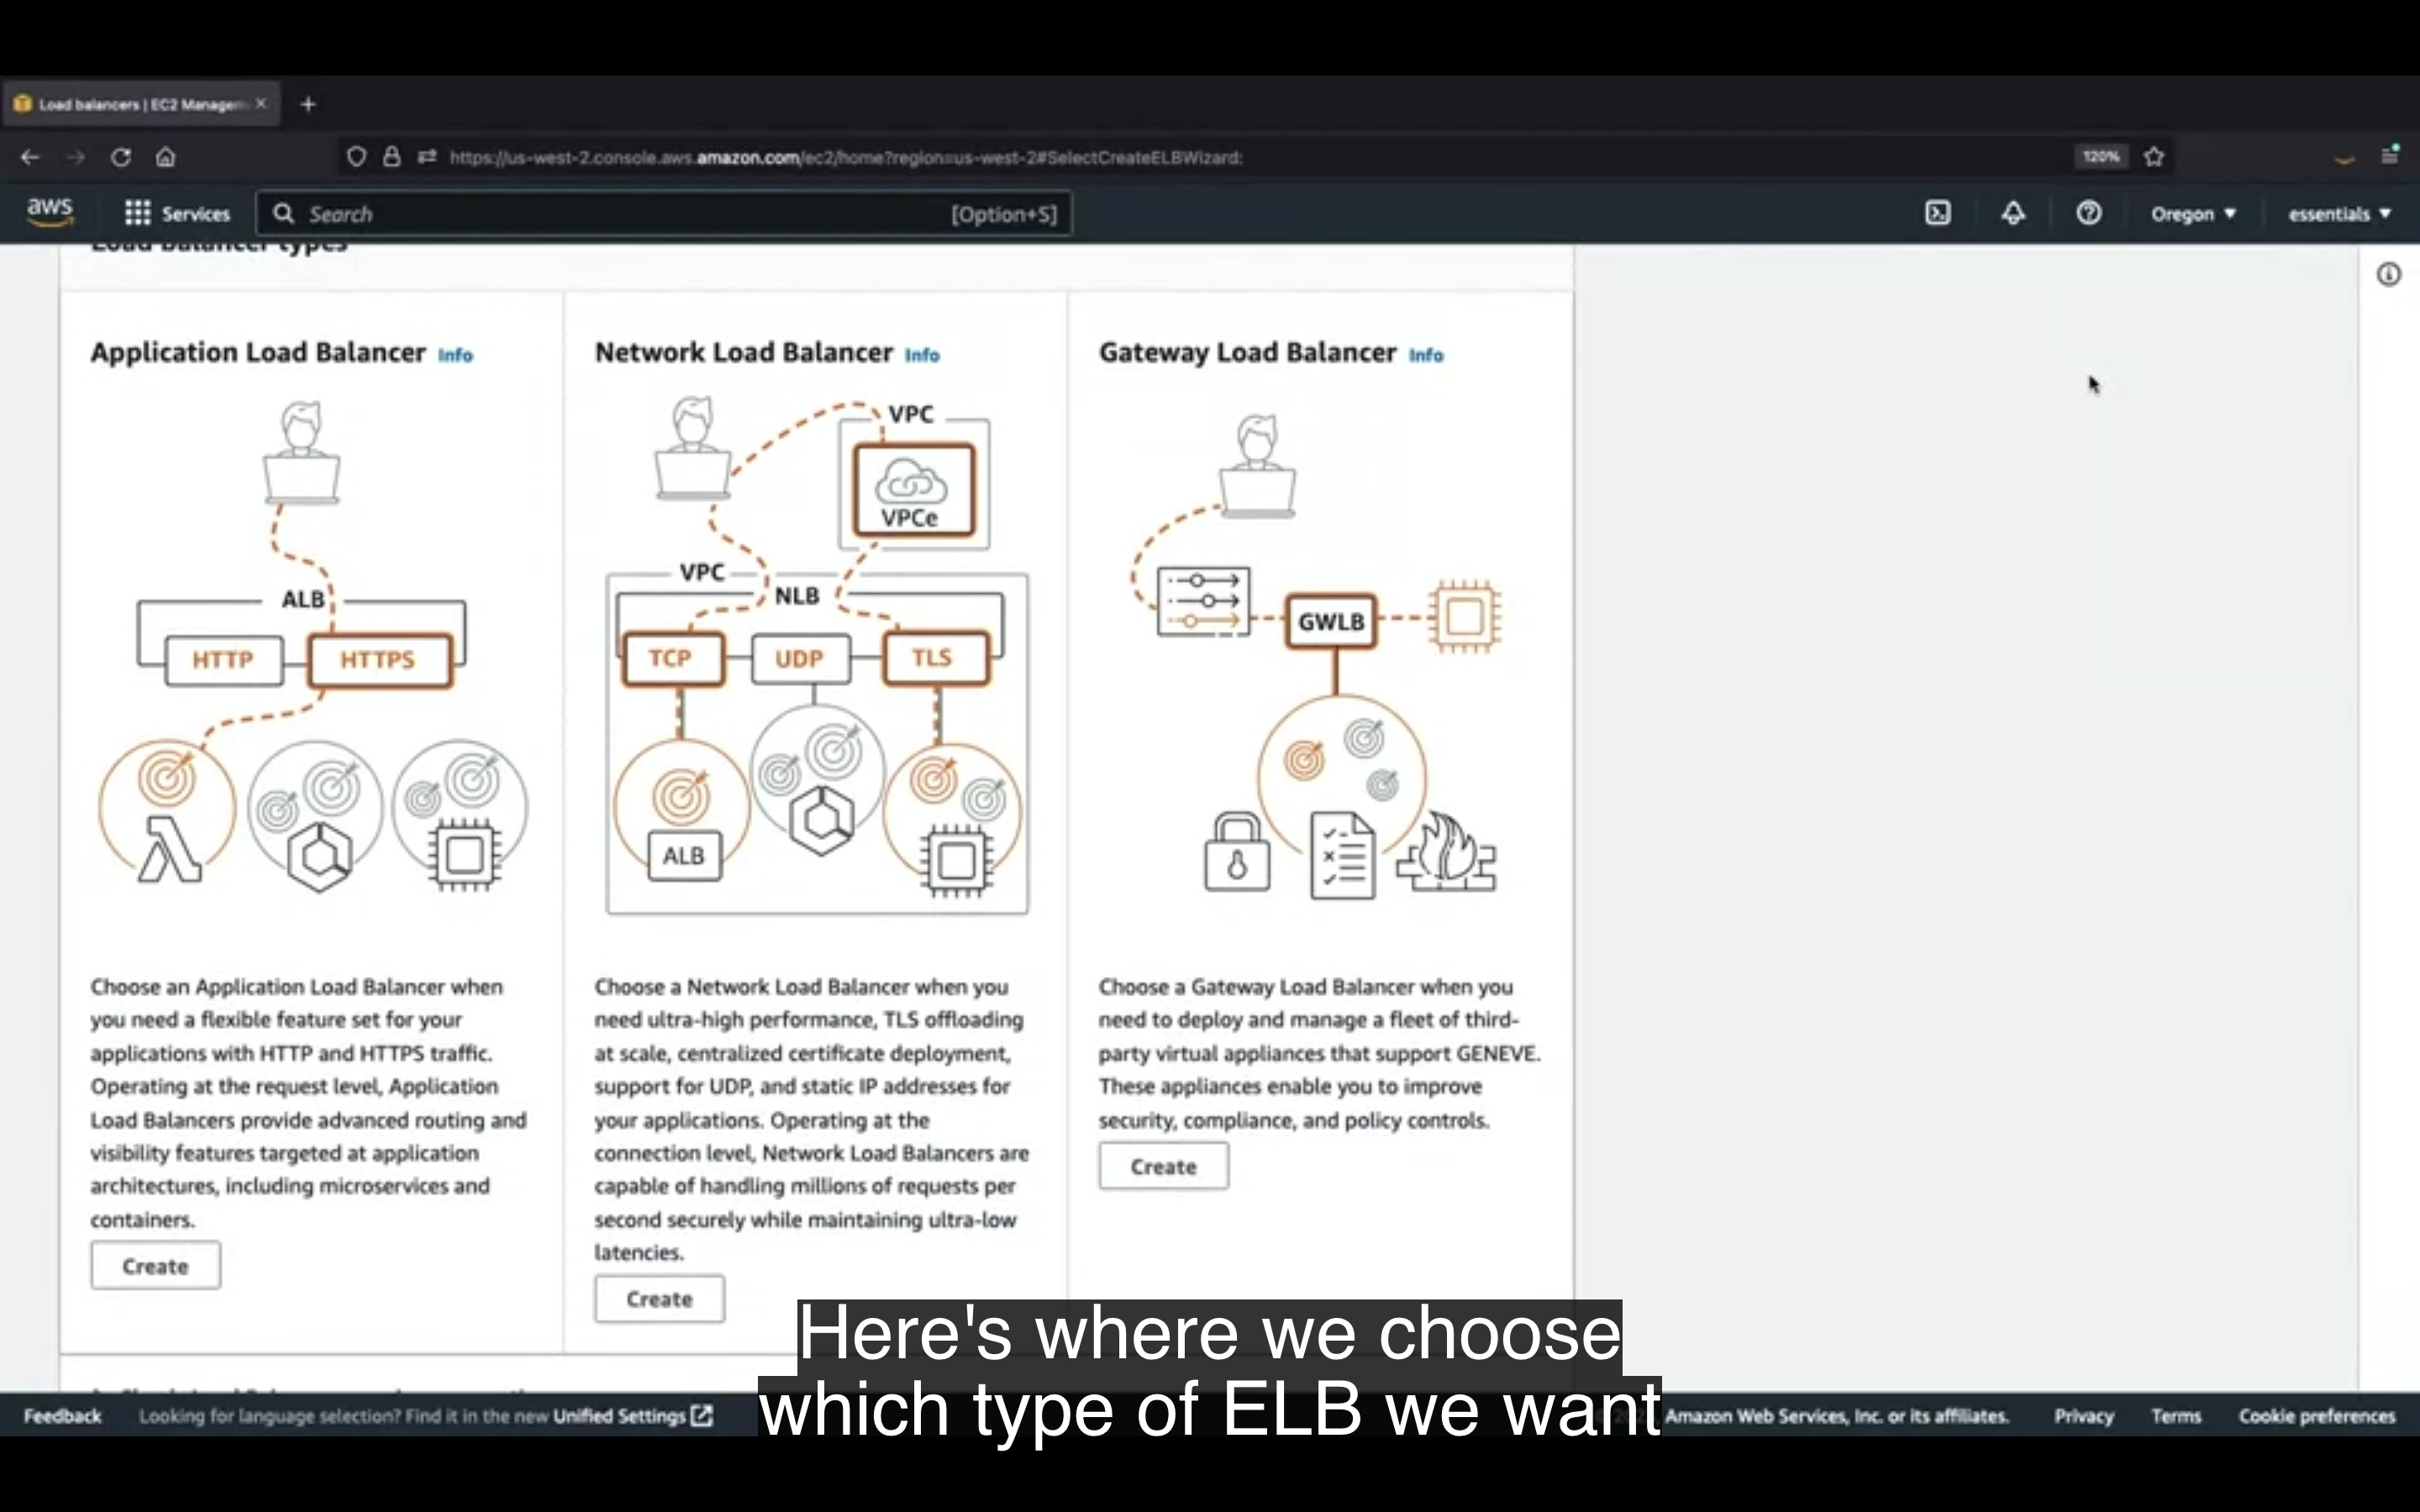 Load balancers | EC2 Managem
https://us-west-2.console.aws.amazon.com/ec2/home?region=us-west-2#SelectCreateELBWizard:
120%
aws
Services
Search
[Option+S]
Oregon
essentials
Load balancer types
Application Load Balancer Info
ALB
HTTP
HTTPS
Choose an Application Load Balancer when
you need a flexible feature set for your
applications with HTTP and HTTPS traffic.
Operating at the request level, Application
Load Balancers provide advanced routing and
visibility features targeted at application
architectures, including microservices and
containers.
Create
Network Load Balancer Info
VPC
VPCe
VPC
NLB
TCP
UDP
TLS
ALB
Choose a Network Load Balancer when you
need ultra-high performance, TLS offloading
at scale, centralized certificate deployment,
support for UDP, and static IP addresses for
your applications. Operating at the
connection level, Network Load Balancers are
capable of handling millions of requests per
second securely while maintaining ultra-low
latencies.
Create
Gateway Load Balancer Info
GWLB
Choose a Gateway Load Balancer when you
need to deploy and manage a fleet of third-
party virtual appliances that support GENEVE.
These appliances enable you to improve
security, compliance, and policy controls.
Create
Here's where we choose
which type of ELB we want
Feedback
Looking for language selection? Find it in the new Unified Settings
Amazon Web Services, Inc. or its affiliates.
Privacy
Terms
Cookie preferences